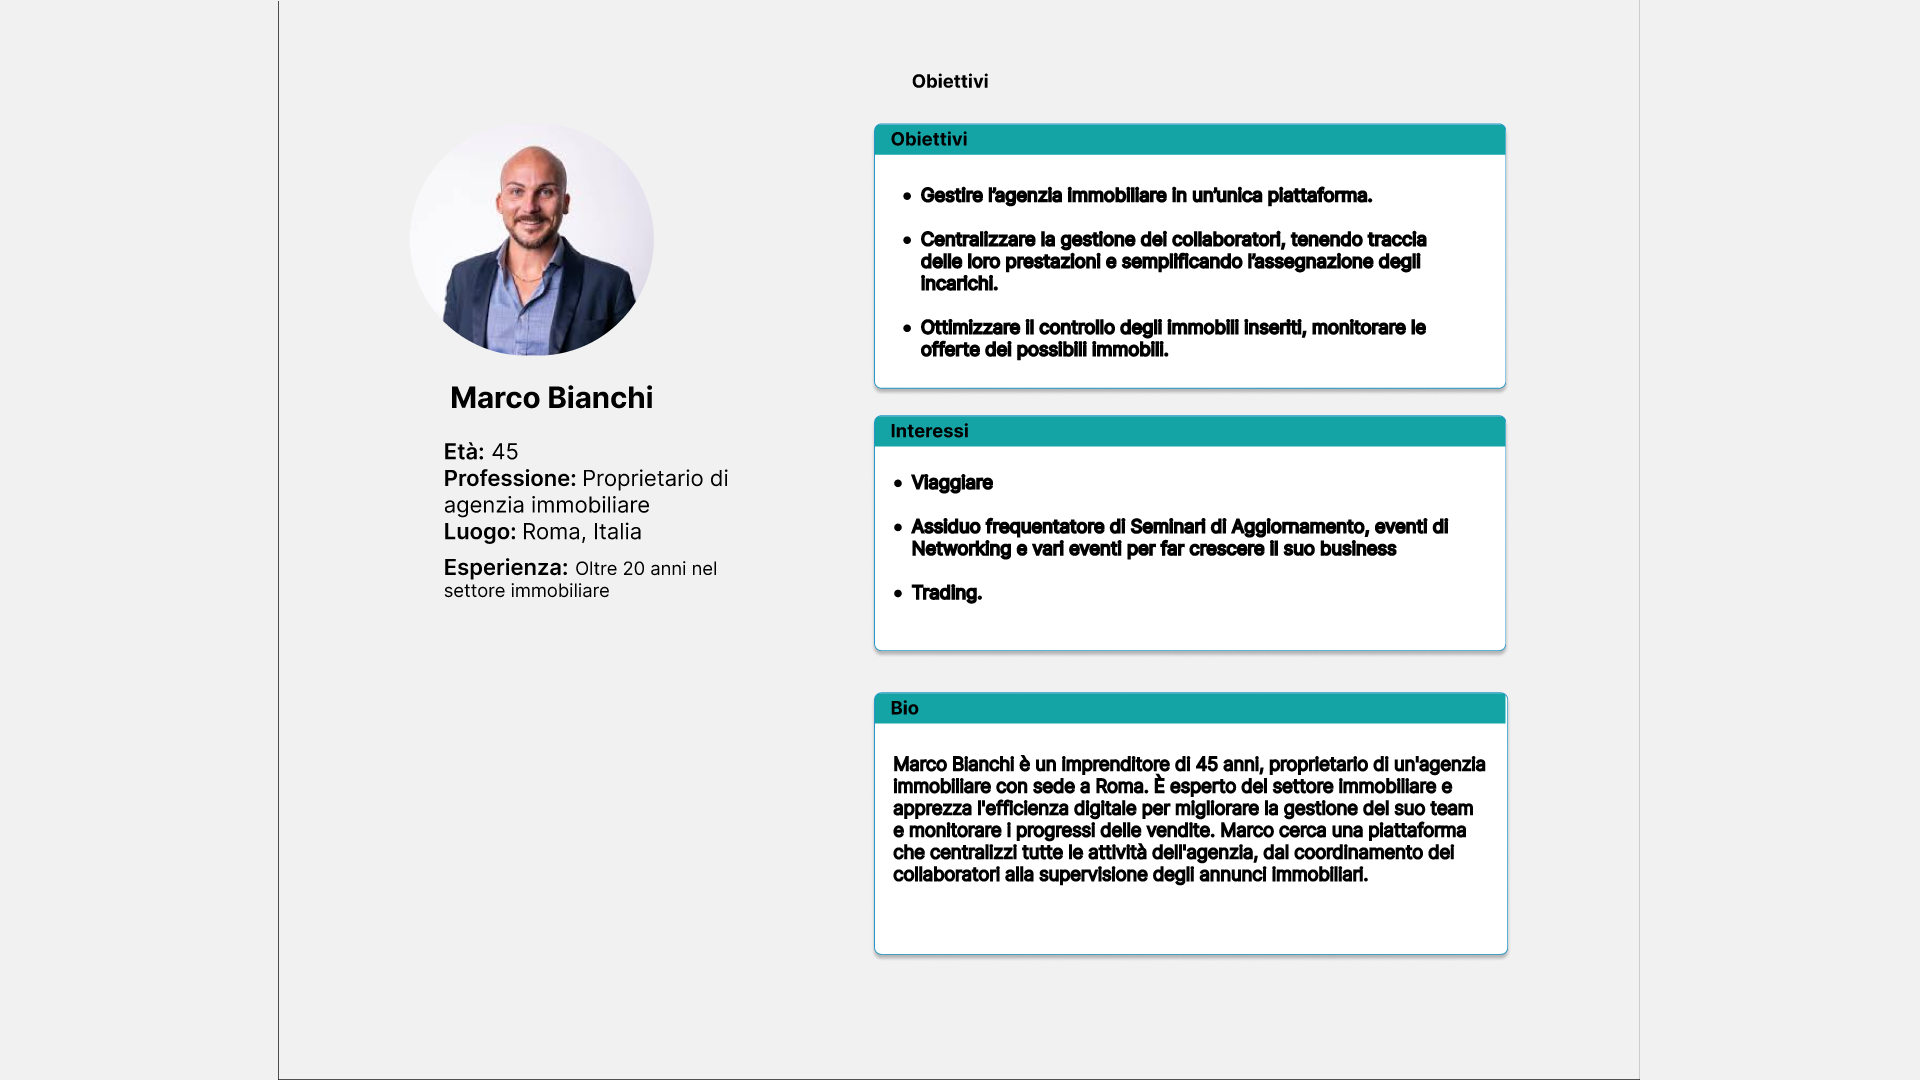 Obiettivi
Marco Bianchi
Età: 45
Professione: Proprietario di
agenzia immobiliare
Luogo: Roma, Italia
Esperienza: Oltre 20 anni nel
settore immobiliare
Obiettivi
• Gestire l’agenzia immobiliare in un’unica piattaforma.
• Centralizzare la gestione dei collaboratori, tenendo traccia
delle loro prestazioni e semplificando l’assegnazione degli
incarichi.
• Ottimizzare il controllo degli immobili inseriti, monitorare le
offerte dei possibili immobili.
Interessi
• Viaggiare
• Assiduo frequentatore di Seminari di Aggiornamento, eventi di
Networking e vari eventi per far crescere il suo business
• Trading.
Bio
Marco Bianchi è un imprenditore di 45 anni, proprietario di un'agenzia
immobiliare con sede a Roma. È esperto del settore immobiliare e
apprezza l'efficienza digitale per migliorare la gestione del suo team
e monitorare i progressi delle vendite. Marco cerca una piattaforma
che centralizzi tutte le attività dell'agenzia, dal coordinamento dei
collaboratori alla supervisione degli annunci immobiliari.